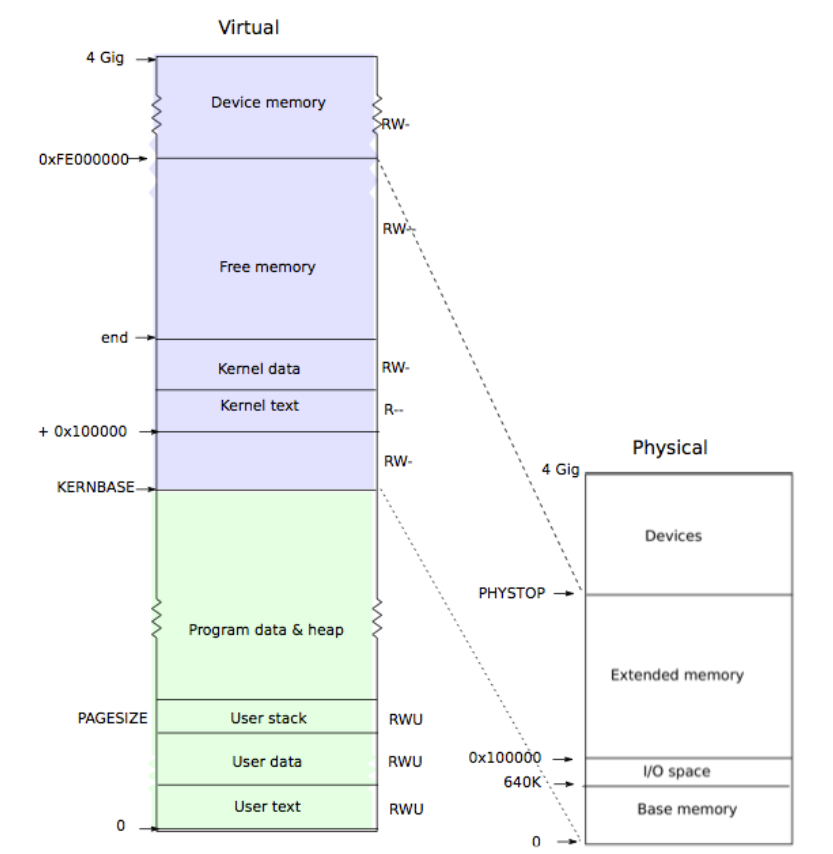 Virtual
4 Gig
Device memory
RW-
0xFE000000
RW-
Free memory
end
Kernel data
RW-
Kernel text
R--
+ 0x100000
RW-
KERNBASE
Program data & heap
PAGESIZE
User stack
RWU
User data
RWU
User text
RWU
0
Physical
4 Gig
Devices
PHYSTOP
Extended memory
0x100000
I/O space
640K
Base memory
0